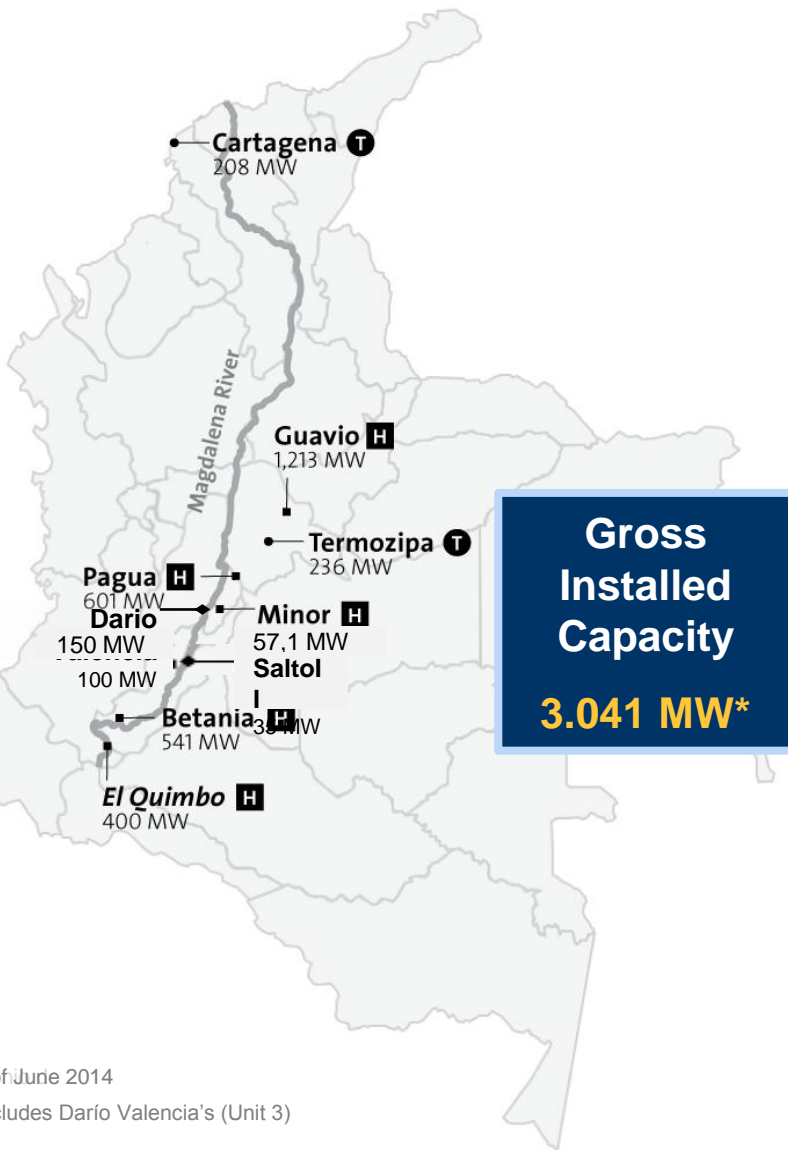 Cartagena T
208 MW
Magdalena River
Guavio H
1,213 MW
Termozipa T
236 MW
Gross
Installed
Capacity
3.041 MW*
Pagua H
601 MW
Dario
150 MW
100 MW
Minor H
57,1 MW
Saltol
I
MW
Betania H
541 MW
El Quimbo H
400 MW
June 2014
cludes Darío Valencia's (Unit 3)